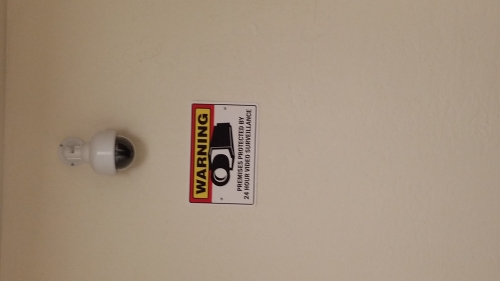 WARNING
PREMISES PROTECTED BY
24 HOUR VIDEO SURVEILLANCE